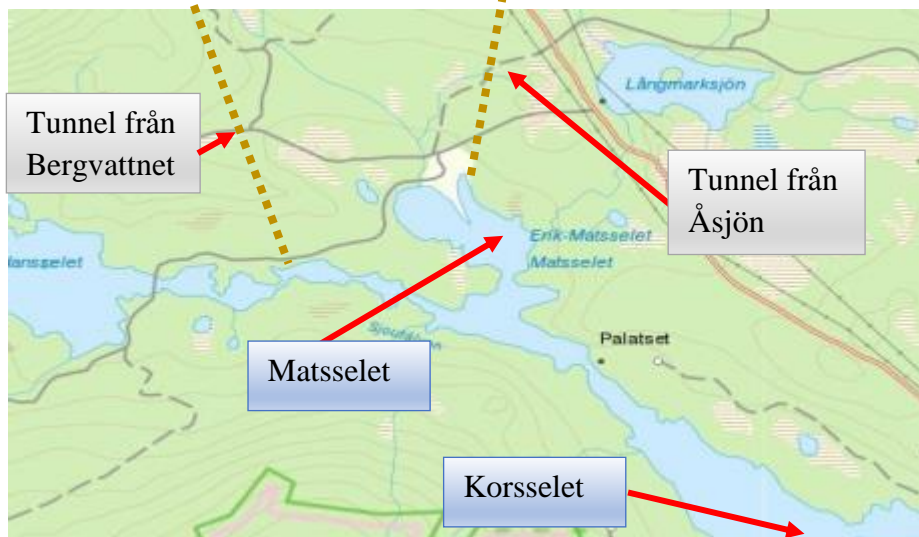 Långmarksjön
Tunnel från
Bergvattnet
Tunnel från
Åsjön
Erik-Matsselet
Matsselet
Palatset
Matsselet
Korsselet